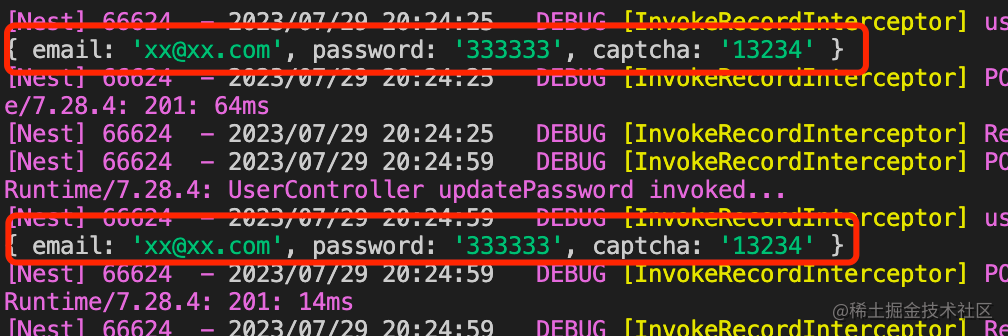 [Nest] 66624  - 2023/07/29 20:24:25   DEBUG [InvokeRecordInterceptor] us
{ email: 'xx@xx.com', password: '333333', captcha: '13234' }
[Nest] 66624  - 2023/07/29 20:24:25   DEBUG [InvokeRecordInterceptor] PO
e/7.28.4: 201: 64ms
[Nest] 66624  - 2023/07/29 20:24:25   DEBUG [InvokeRecordInterceptor] Re
[Nest] 66624  - 2023/07/29 20:24:59   DEBUG [InvokeRecordInterceptor] PO
Runtime/7.28.4: UserController updatePassword invoked...
[Nest] 66624  - 2023/07/29 20:24:59   DEBUG [InvokeRecordInterceptor] us
{ email: 'xx@xx.com', password: '333333', captcha: '13234' }
[Nest] 66624  - 2023/07/29 20:24:59   DEBUG [InvokeRecordInterceptor] PO
Runtime/7.28.4: 201: 14ms
[Nest] 66624  - 2023/07/29 20:24:59   DEBUG [InvokeRecordInterceptor] Re
@稀土掘金技术社区